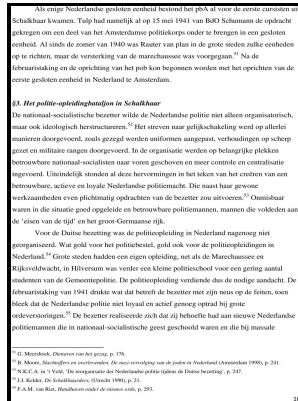 Als enige Nederlandse gesloten eenheid bestond het phA al voor de eerste cursisten uit
Schalkhaar kwamen. Tulp had namelijk al op 15 mei 1941 van BdO Schumann de opdracht
gekregen om een deel van het Amsterdamse politiekorps onder te brengen in een gesloten
eenheid. Al sinds de zomer van 1940 was Rauter van plan in de grote steden zulke eenheden
op te richten, maar de versterking van de marechaussee was voorgegaan.51 Na de
februaristaking en de oprichting van het pob kon begonnen worden met het oprichten van de
eerste gesloten eenheid in Nederland te Amsterdam.
§3. Het politie-opleidingbataljon in Schalkhaar
De nationaal-socialistische bezetter wilde de Nederlandse politie niet alleen organisatorisch,
maar ook ideologisch herstructureren.52 Het streven naar gelijkschakeling werd op allerlei
manieren doorgevoerd, zoals gezegd werden uniformen aangepast, verhoudingen op scherp
gezet en militaire rangen doorgevoerd. In de organisatie werden op belangrijke plekken
betrouwbare nationaal-socialisten naar voren geschoven en meer controle en centralisatie
ingevoerd. Uiteindelijk stonden al deze hervormingen in het teken van het creëren van een
betrouwbare, actieve en loyale Nederlandse politiemacht. Die naast haar gewone
werkzaamheden even plichtmatig opdrachten van de bezetter zou uitvoeren.53 Onmisbaar
waren in die situatie goed opgeleide en betrouwbare politiemannen, mannen die voldeden aan
de 'eisen van de tijd' en het groot-Germaanse rijk.
Voor de Duitse bezetting was de politieopleiding in Nederland nagenoeg niet
georganiseerd. Wat gold voor het politiebestel, gold ook voor de politieopleidingen in
Nederland.54 Grote steden hadden een eigen opleiding, net als de Marechaussee en
Rijksveldwacht, in Hilversum was verder een kleine politieschool voor een gering aantal
studenten van de Gemeentepolitie. De politieopleiding verdiende dus de nodige aandacht. De
februaristaking van 1941 drukte wat dat betreft de bezetter met zijn neus op de feiten, toen
bleek dat de Nederlandse politie niet loyaal en actief genoeg optrad bij grote
ordeverstoringen.55 De bezetter realiseerde zich dat zij behoefte had aan nieuwe Nederlandse
politiemannen die in nationaal-socialistische geest geschoold waren en die bij massale
51 G. Meershoek, Dienaren van het gezag, p. 176.
52 B. Moore, Slachtoffers en overlevenden. De nazi-vervolging van de joden in Nederland (Amsterdam 1998), p. 241.
53 N.K.C.A. in 't Veld, 'De reorganisatie der Nederlandse politie tijdens de Duitse bezetting', p. 247.
54 J.J. Kelder, De Schalkhaarders, (Utrecht 1990), p. 21.
55 F.A.M. van Riet, Handhaven onder de nieuwe orde, p. 293.